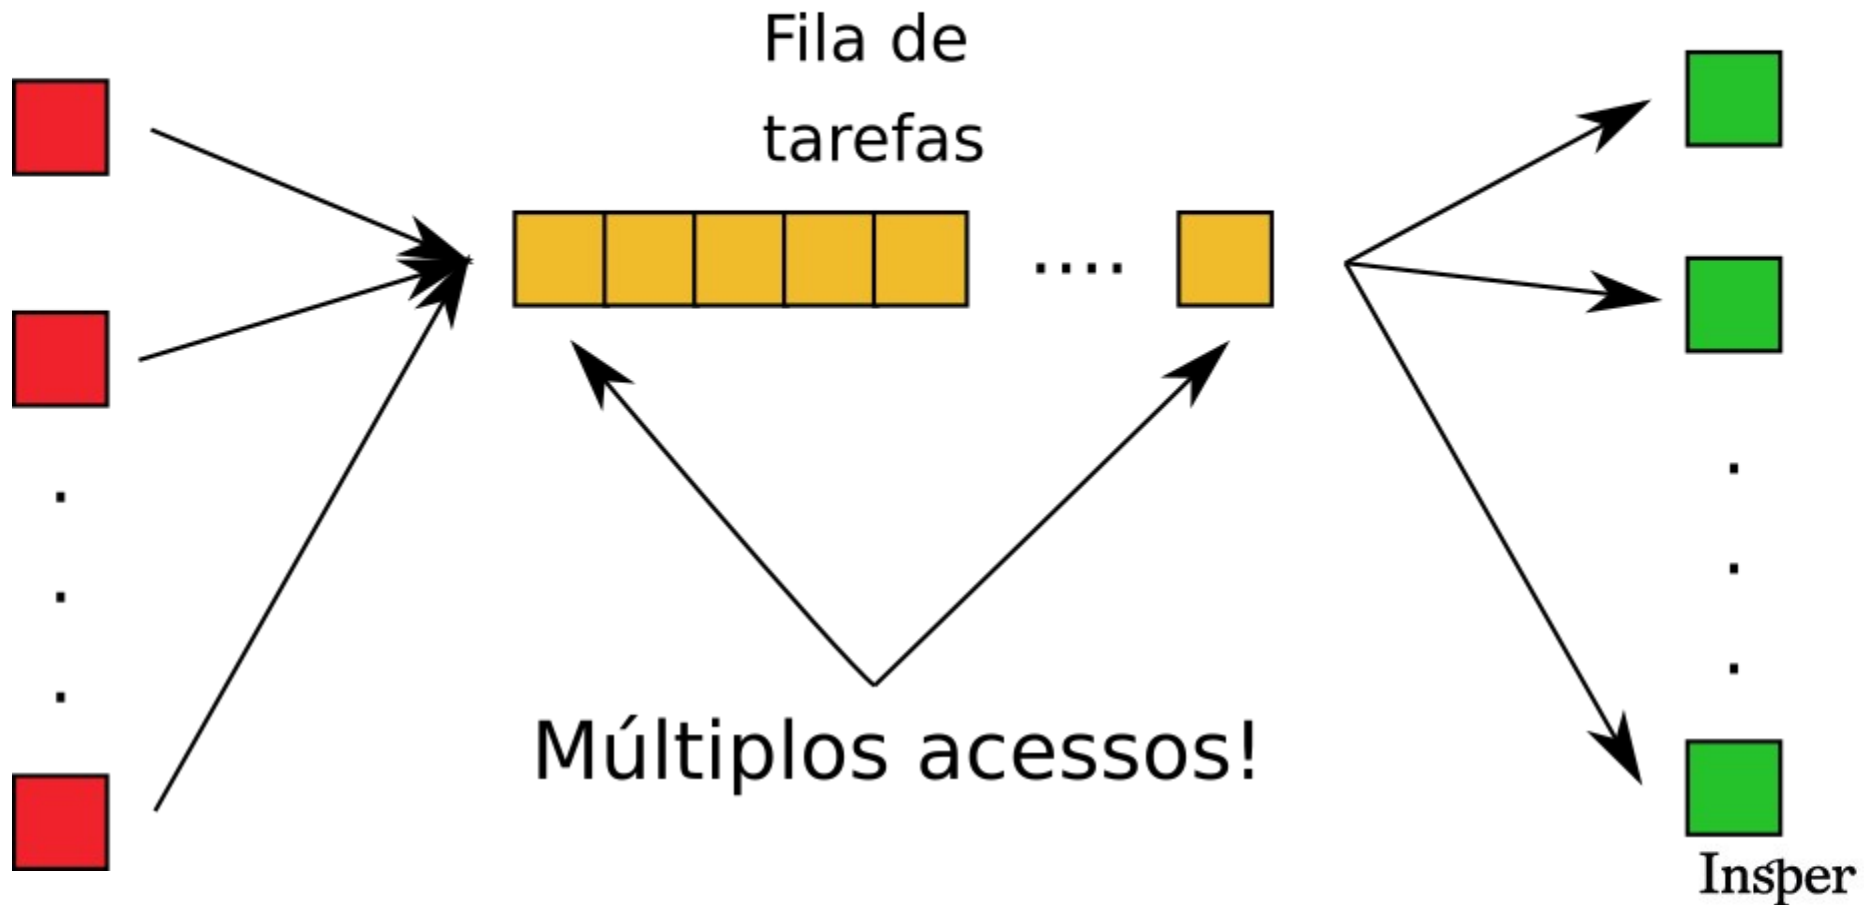 Fila de
tarefas
....
Múltiplos acessos!
Insper